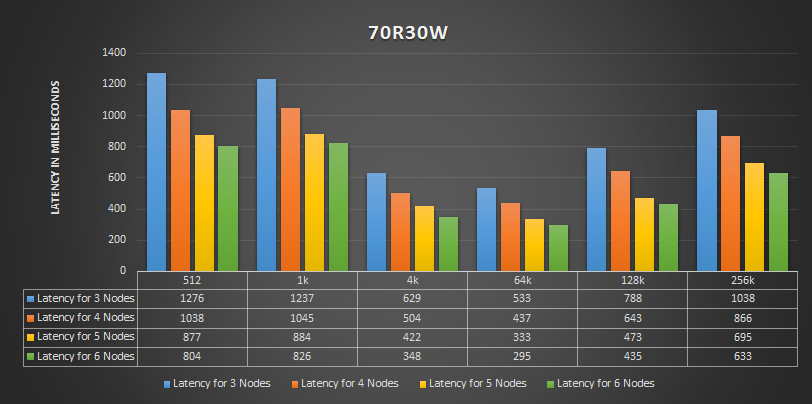 70R30W
LATENCY IN MILLISECONDS
1400
1200
1000
800
600
400
200
0
512 1k 4k 64k 128k 256k
Latency for 3 Nodes 1276 1237 629 533 788 1038
Latency for 4 Nodes 1038 1045 504 437 643 866
Latency for 5 Nodes 877 884 422 333 473 695
Latency for 6 Nodes 804 826 348 295 435 633
Latency for 3 Nodes Latency for 4 Nodes Latency for 5 Nodes Latency for 6 Nodes